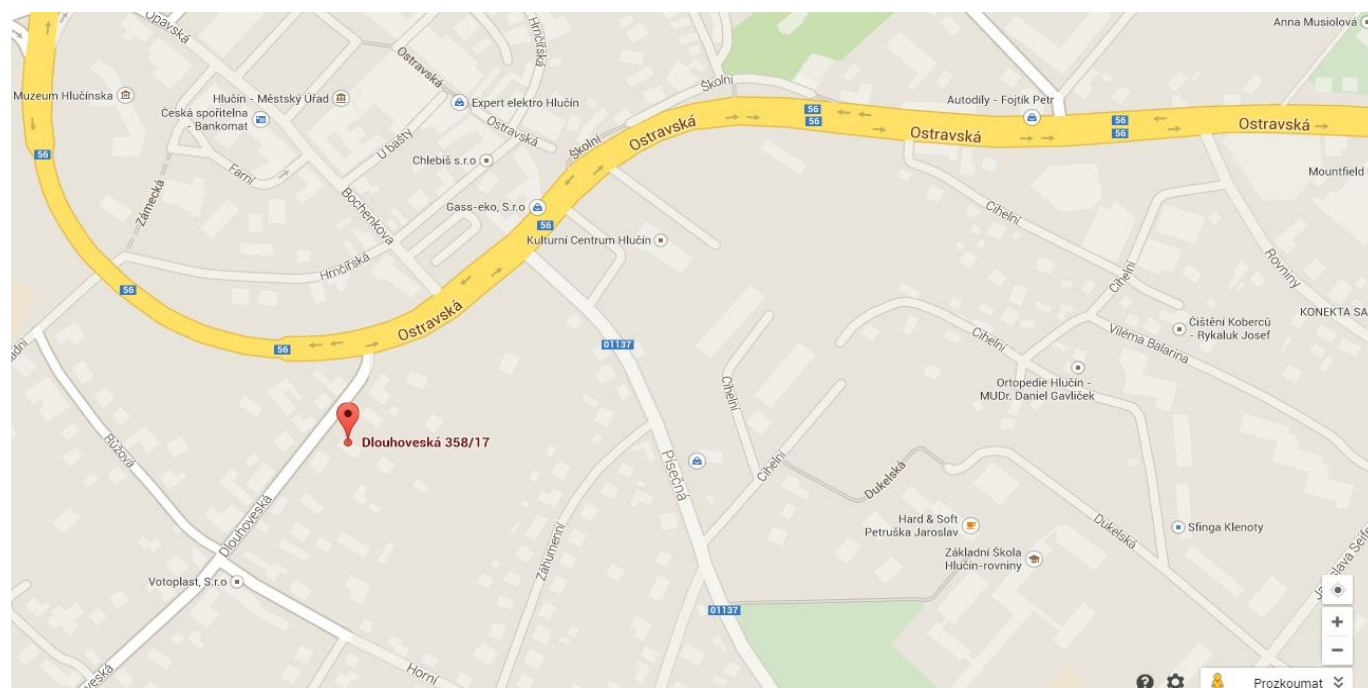 Anna Musiolová
Opavská
Hrnčířská
Ostravská
Školní
Muzeum Hlučínska
Hlučín - Městský Úřad
Česká spořitelna
- Bankomat
Expert elektro Hlučín
Autodíly - Fojtík Petr
56
56
56
56
Ostravská
Ostravská
Ostravská
Ostravská
U bašty
Školní
56
Chlebiš s.r.o
Farní
Mountfield
Zámecká
Bochenkova
Gass-eko, S.r.o
Cihelní
56
Kulturní Centrum Hlučín
Hrnčířská
Rovniny
Cihelní
56
Ostravská
KONEKTA SA
Čištění Koberců
- Rykaluk Josef
Viléma Balarina
Cihelní
56
01137
Ortopedie Hlučín -
MUDr. Daniel Gavlíček
Cihelní
Dlouhoveská 358/17
Růžová
Písečná
Cihelní
Dukelská
Dlouhoveská
Hard & Soft
Petruška Jaroslav
Dukelská
Sfinga Klenoty
Záhumenní
Základní Škola
Hlučín-rovniny
Votoplast, S.r.o
01137
Horní
Prozkoumat